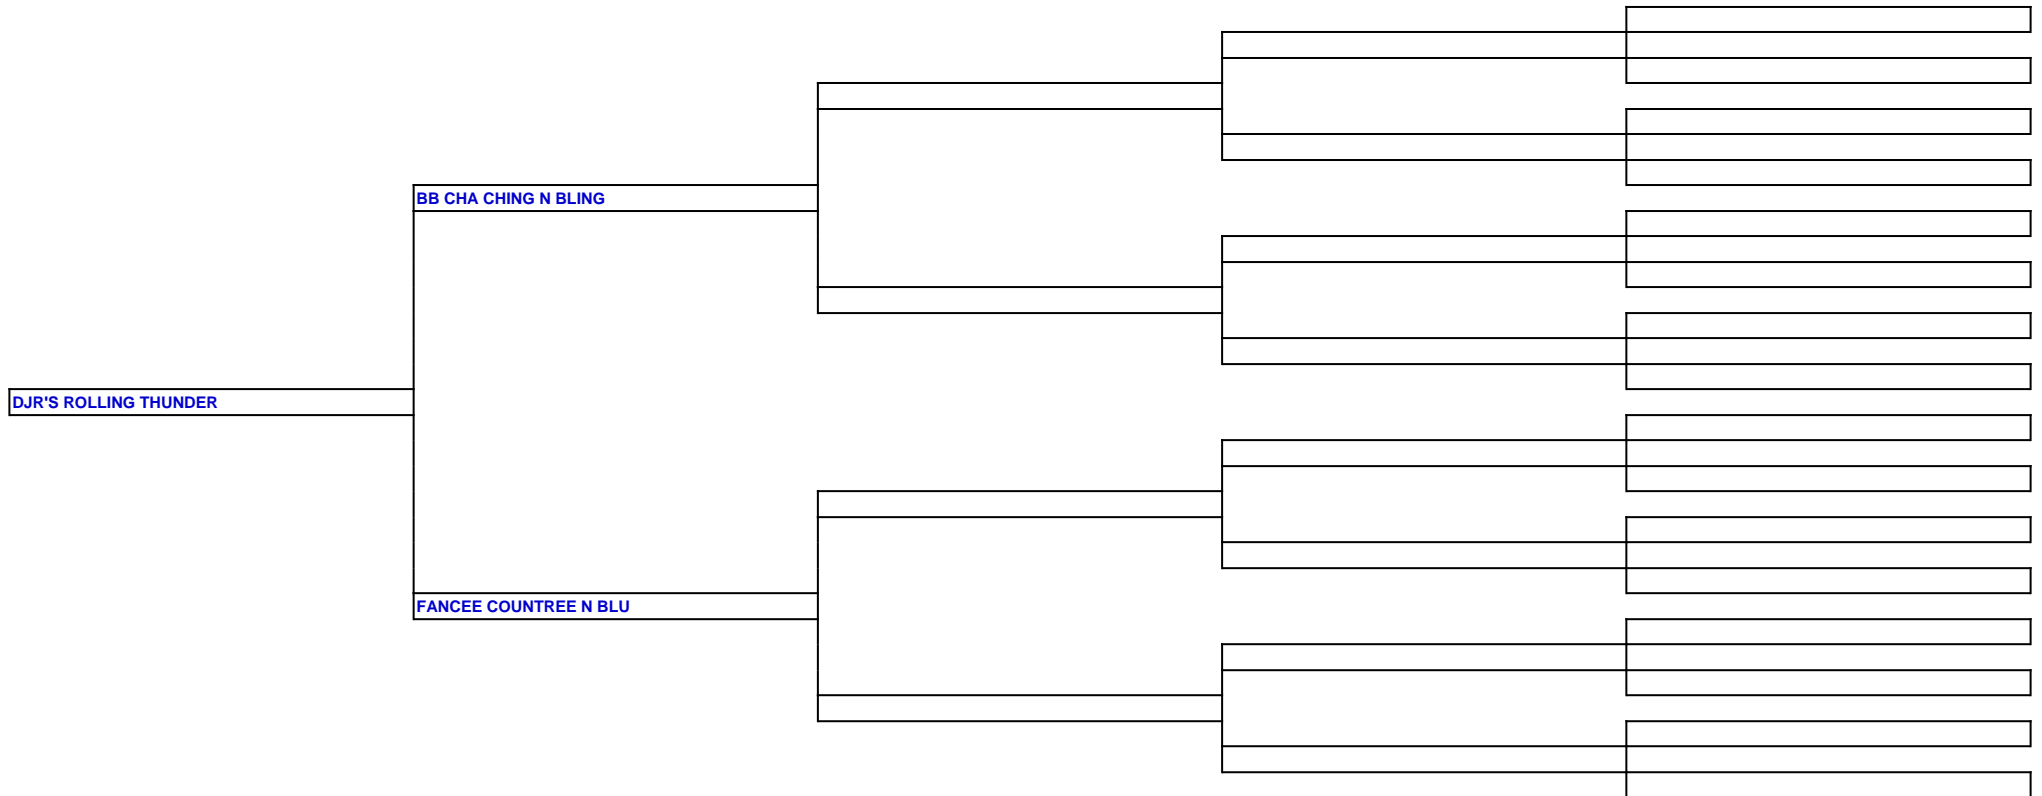 BB CHA CHING N BLING
DJR'S ROLLING THUNDER
FANCEE COUNTREE N BLU